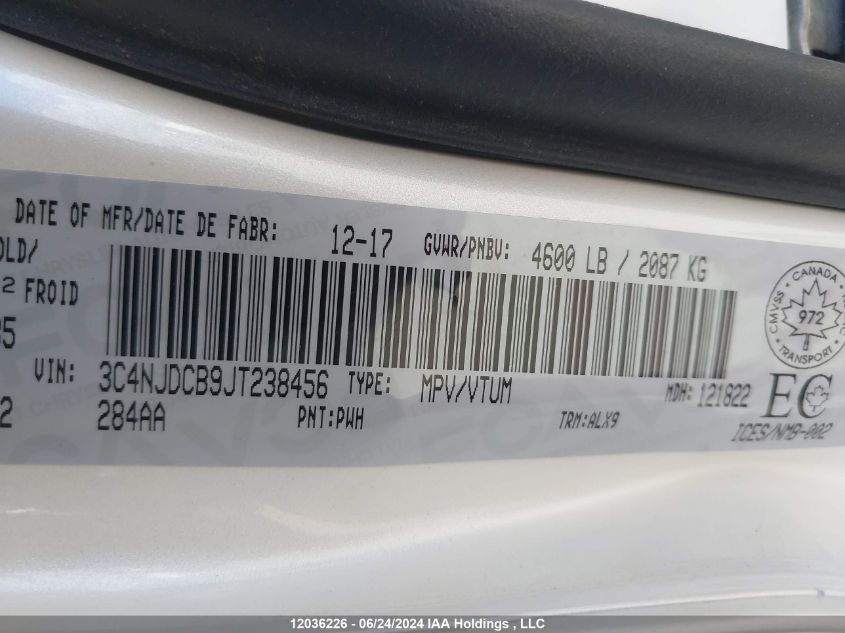 DATE OF MFR/DATE DE FABR: 12-17 GVWR/PNBV: 4600 LB / 2087 KG
OLD/
2 FROID
35
VIN: 3C4NJDCB9JT238456 TYPE: MPV/VTUM MDH: 121822
2 284AA PNT:PWH TRM:ALX9
CANADA
CMVSS
972
TRANSPORT
EC
ICES/NMB-002
12036226 - 06/24/2024 IAA Holdings , LLC